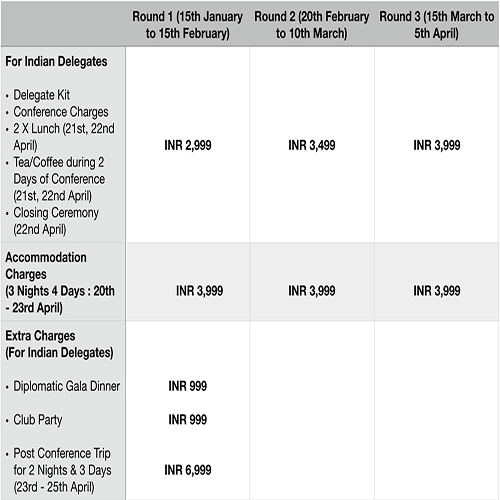 Round 1 (15th January
to 15th February)
Round 2 (20th February
to 10th March)
Round 3 (15th March to
5th April)
For Indian Delegates
• Delegate Kit
• Conference Charges
• 2 X Lunch (21st, 22nd
April)
• Tea/Coffee during 2
Days of Conference
(21st, 22nd April)
• Closing Ceremony
(22nd April)
INR 2,999
INR 3,499
INR 3,999
Accommodation
Charges
(3 Nights 4 Days : 20th
- 23rd April)
INR 3,999
INR 3,999
INR 3,999
Extra Charges
(For Indian Delegates)
• Diplomatic Gala Dinner
INR 999
• Club Party
INR 999
• Post Conference Trip
for 2 Nights & 3 Days
(23rd - 25th April)
INR 6,999